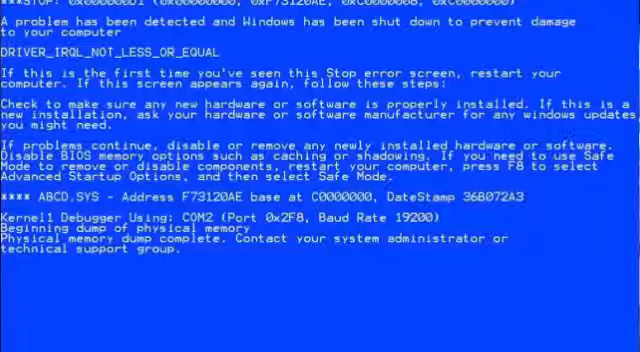 ***STOP: 0x000000D1 (0x00000000, 0xF73120AE, 0xC0000008, 0xC0000000)
A problem has been detected and Windows has been shut down to prevent damage
to your computer
DRIVER_IRQL_NOT_LESS_OR_EQUAL
If this is the first time you've seen this Stop error screen, restart your
computer. If this screen appears again, follow these steps:
Check to make sure any new hardware or software is properly installed. If this is a
new installation, ask your hardware or software manufacturer for any windows updates
you might need.
If problems continue, disable or remove any newly installed hardware or software.
Disable BIOS memory options such as caching or shadowing. If you need to use Safe
Mode to remove or disable components, restart your computer, press F8 to select
Advanced Startup Options, and then select Safe Mode.
**** ABCD.SYS - Address F73120AE base at C0000000, DateStamp 36B072A3
Kernel1 Debugger Using: COM2 (Port 0x2F8, Baud Rate 19200)
Beginning dump of physical memory
Physical memory dump complete. Contact your system administrator or
technical support group.